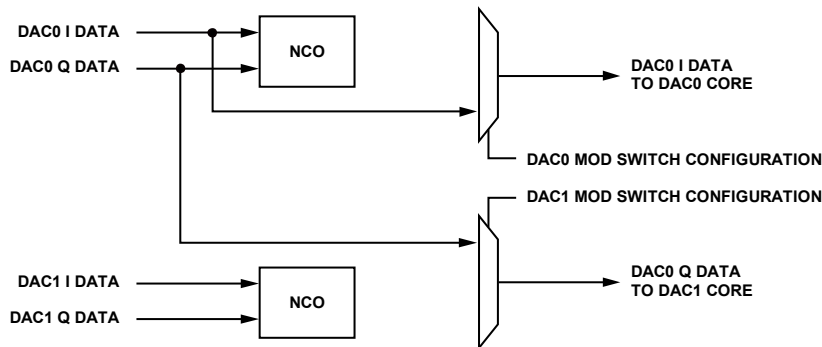 DAC0 I DATA
DAC0 Q DATA
NCO
DAC0 I DATA
TO DAC0 CORE
DAC0 MOD SWITCH CONFIGURATION
DAC1 MOD SWITCH CONFIGURATION
DAC1 I DATA
DAC1 Q DATA
NCO
DAC0 Q DATA
TO DAC1 CORE